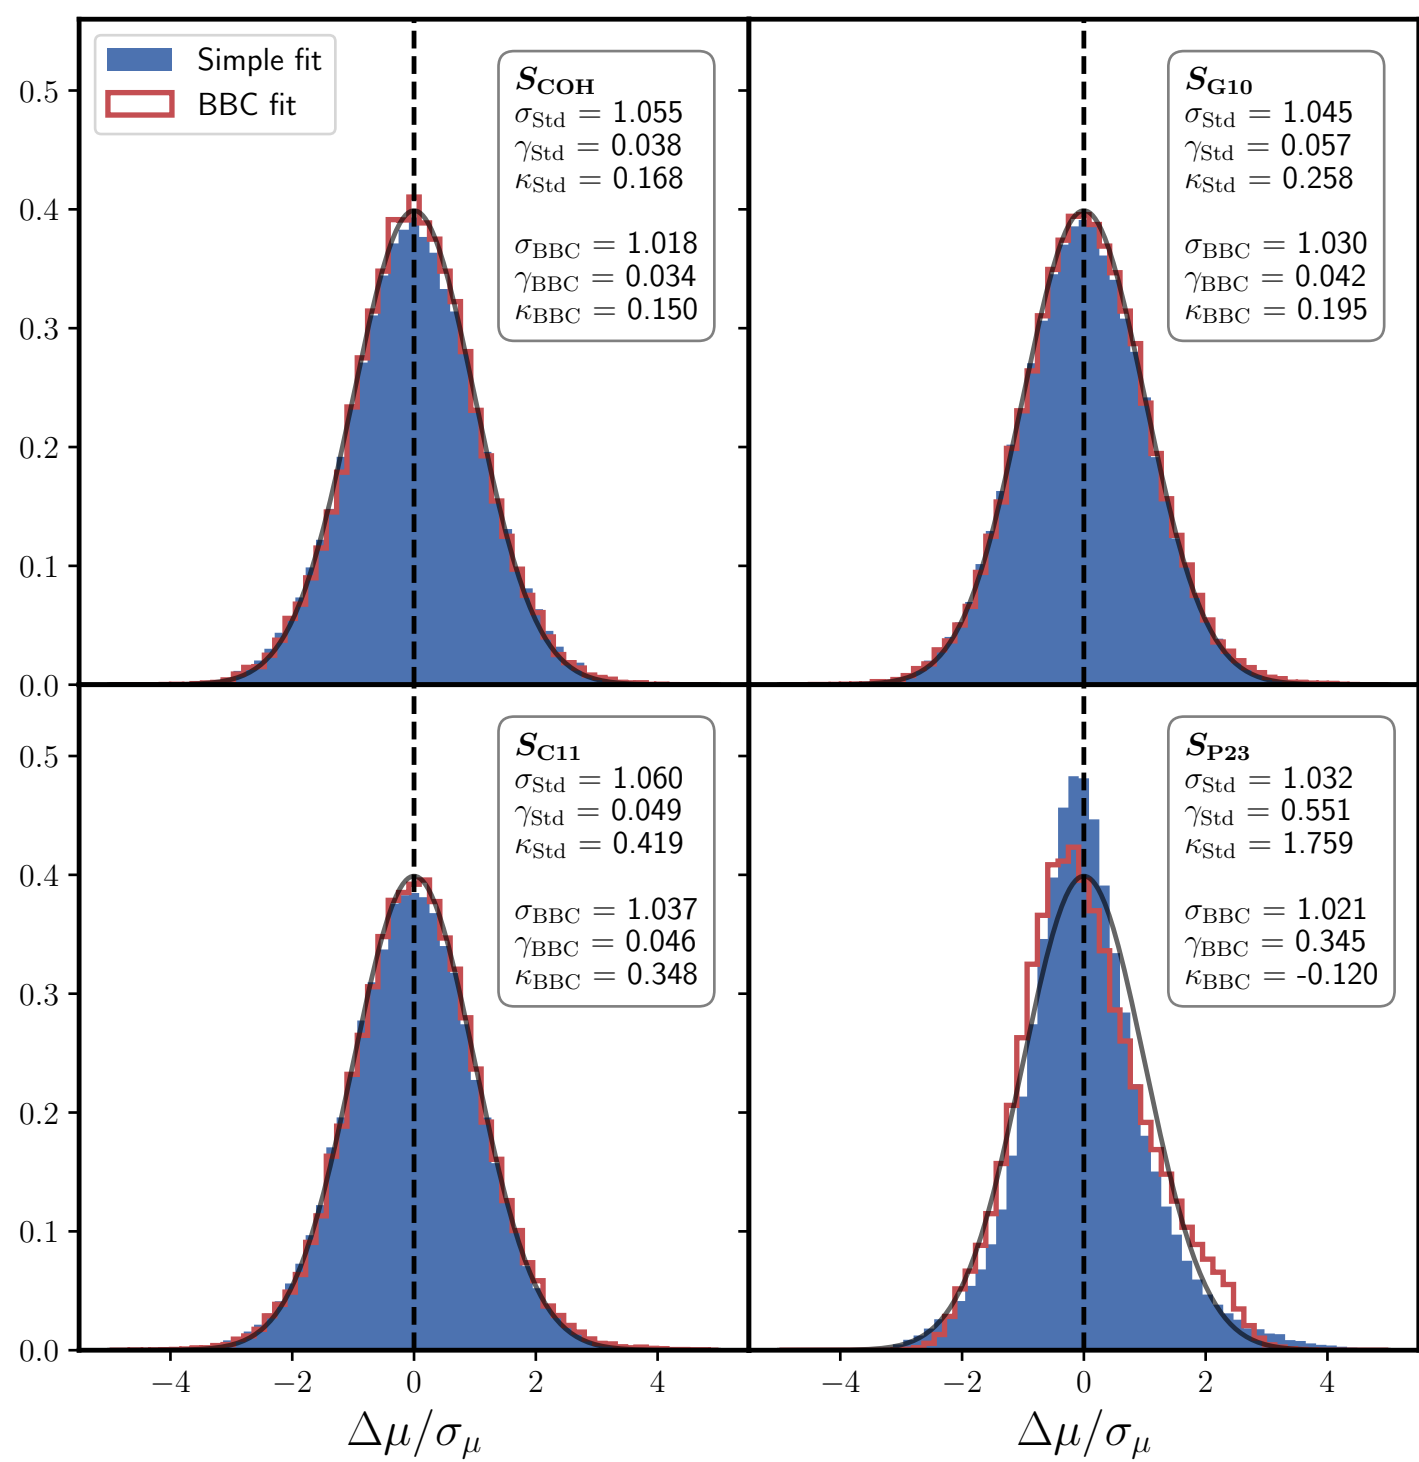 Simple fit
BBC fit
S_COH
σ_Std = 1.055
γ_Std = 0.038
κ_Std = 0.168
σ_BBC = 1.018
γ_BBC = 0.034
κ_BBC = 0.150
S_G10
σ_Std = 1.045
γ_Std = 0.057
κ_Std = 0.258
σ_BBC = 1.030
γ_BBC = 0.042
κ_BBC = 0.195
0.5
0.4
0.3
0.2
0.1
0.0
S_C11
σ_Std = 1.060
γ_Std = 0.049
κ_Std = 0.419
σ_BBC = 1.037
γ_BBC = 0.046
κ_BBC = 0.348
S_P23
σ_Std = 1.032
γ_Std = 0.551
κ_Std = 1.759
σ_BBC = 1.021
γ_BBC = 0.345
κ_BBC = -0.120
0.5
0.4
0.3
0.2
0.1
0.0
−4 −2 0 2 4
−4 −2 0 2 4
Δμ/σ_μ
Δμ/σ_μ